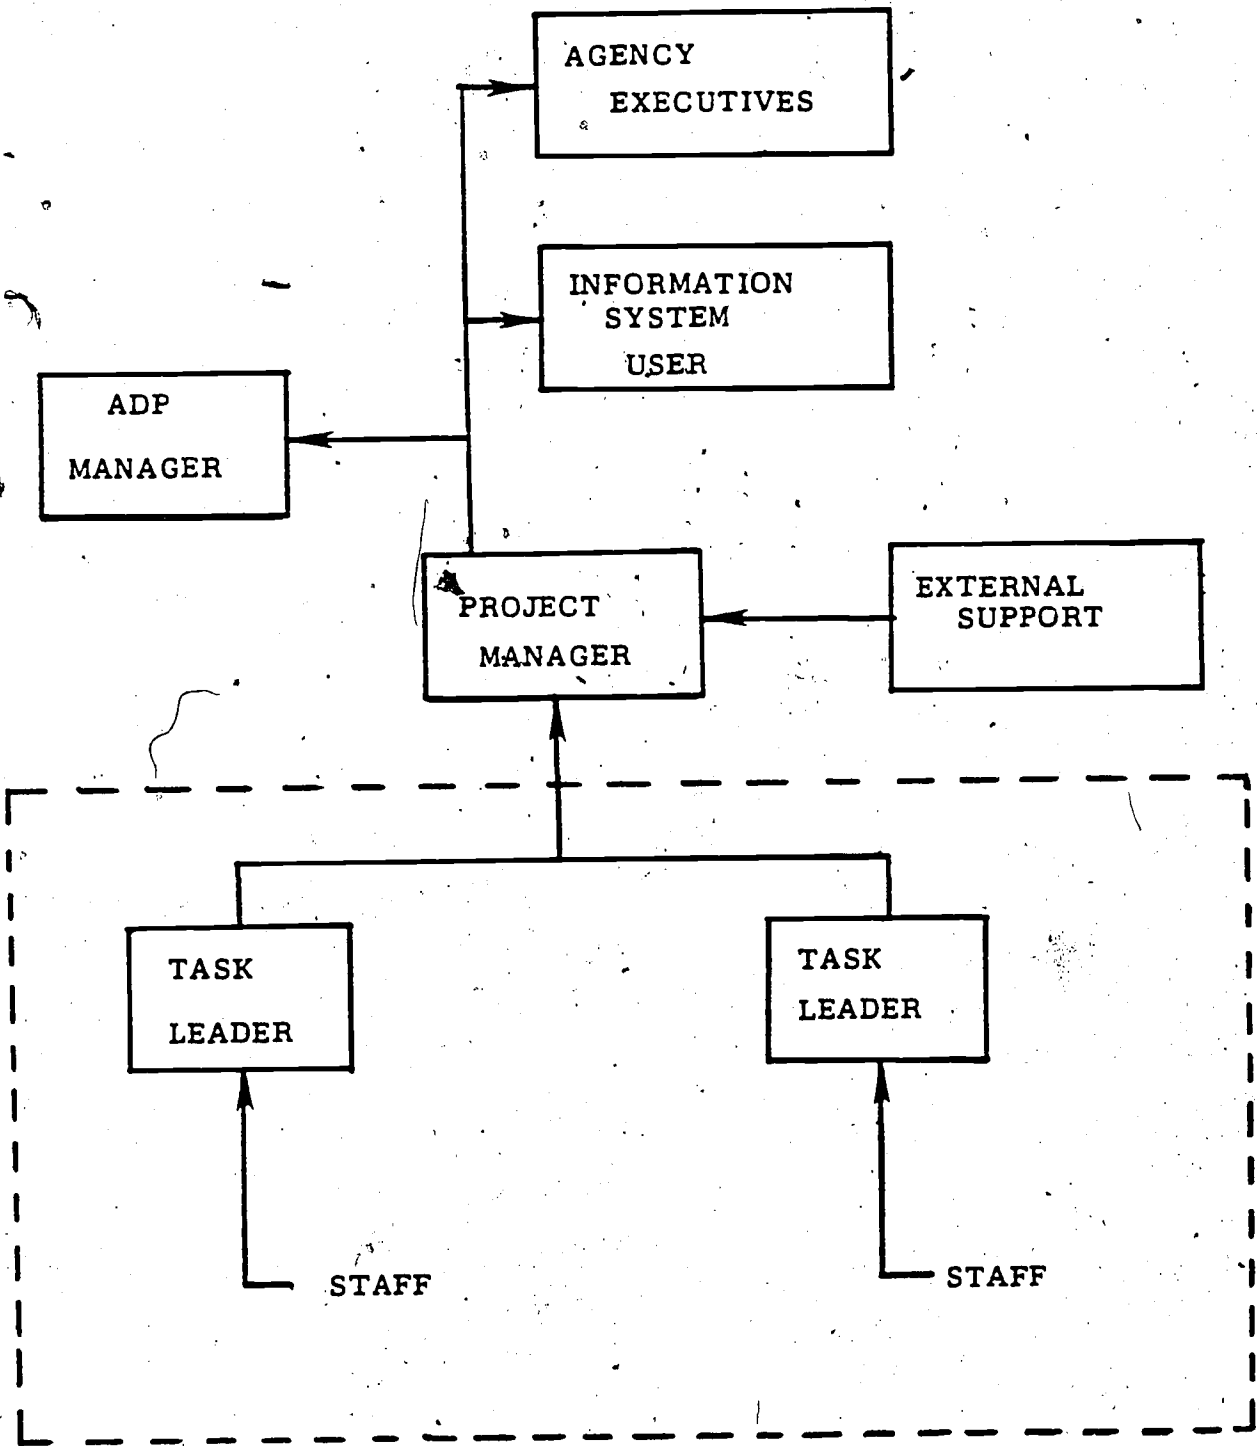 AGENCY
EXECUTIVES
INFORMATION
SYSTEM
USER
ADP
MANAGER
PROJECT
MANAGER
EXTERNAL
SUPPORT
TASK
LEADER
TASK
LEADER
STAFF
STAFF